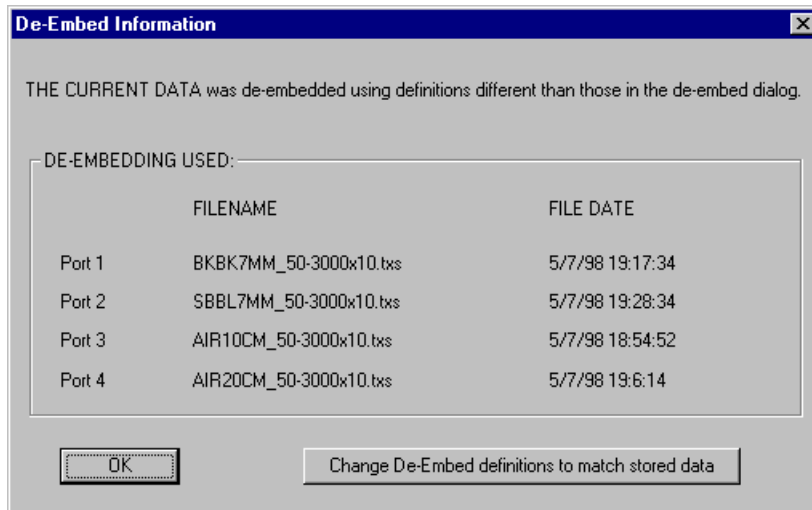 De-Embed Information
THE CURRENT DATA was de-embedded using definitions different than those in the de-embed dialog.
DE-EMBEDDING USED:
FILENAME FILE DATE
Port 1 BKBK7MM_50-3000x10.txs 5/7/98 19:17:34
Port 2 SBBL7MM_50-3000x10.txs 5/7/98 19:28:34
Port 3 AIR10CM_50-3000x10.txs 5/7/98 18:54:52
Port 4 AIR20CM_50-3000x10.txs 5/7/98 19:6:14
OK Change De-Embed definitions to match stored data